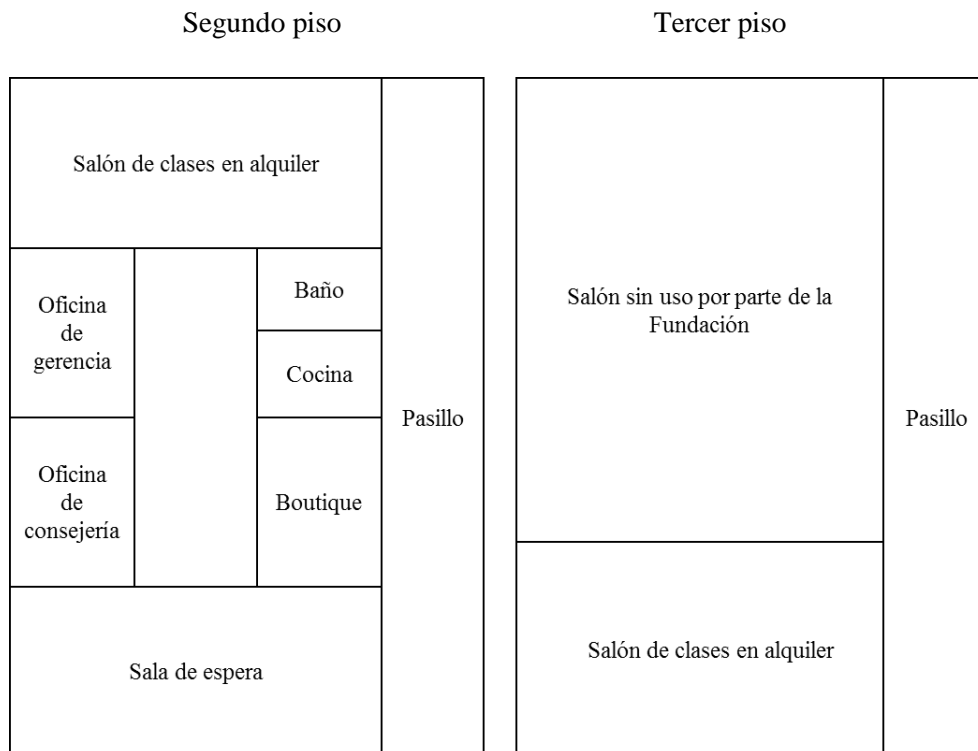 Segundo piso
Tercer piso
Salón de clases en alquiler
Oficina
de
gerencia
Baño
Cocina
Oficina
de
consejería
Boutique
Pasillo
Sala de espera
Salón sin uso por parte de la
Fundación
Pasillo
Salón de clases en alquiler